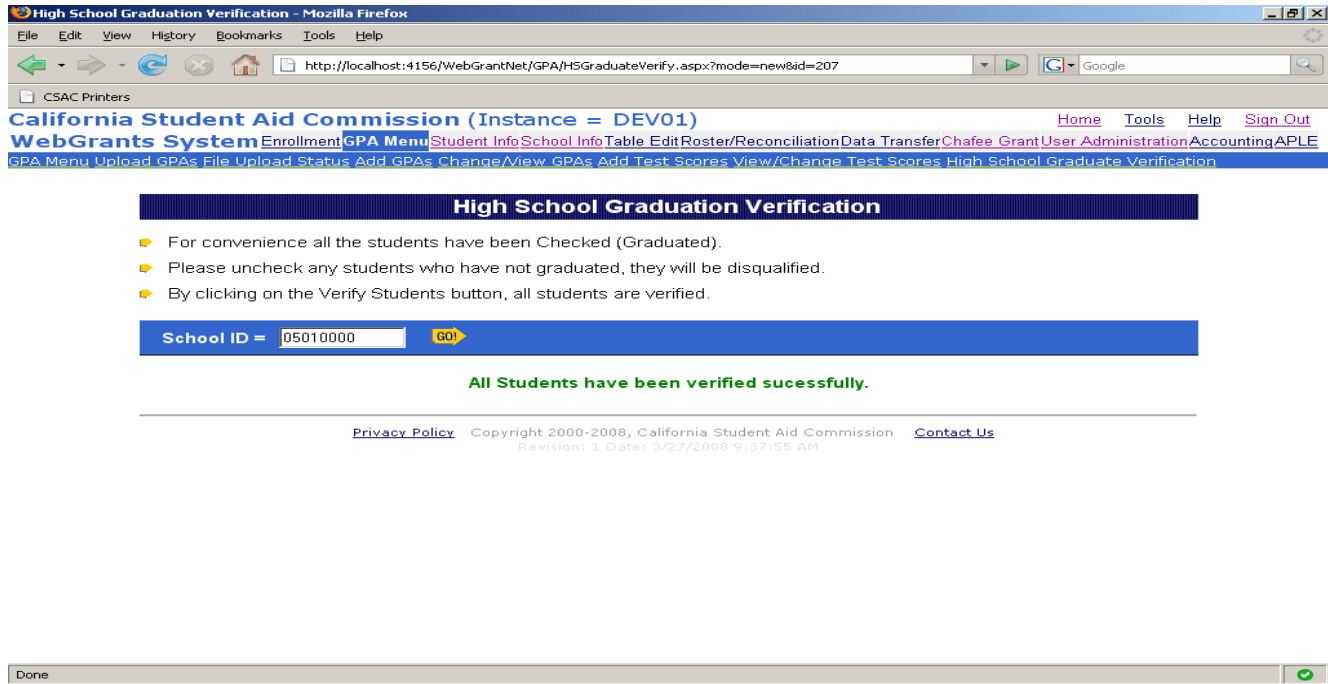 High School Graduation Verification - Mozilla Firefox
File Edit View History Bookmarks Tools Help
http://localhost:4156/WebGrantNet/GPA/HSGraduateVerify.aspx?mode=new&id=207 G Google
CSAC Printers
California Student Aid Commission (Instance = DEV01) Home Tools Help Sign Out
WebGrants System Enrollment GPA Menu Student Info School Info Table Edit Roster/Reconciliation Data Transfer Chafee Grant User Administration Accounting APLE
GPA Menu Upload GPAs File Upload Status Add GPAs Change/View GPAs Add Test Scores View/Change Test Scores High School Graduate Verification
High School Graduation Verification
For convenience all the students have been Checked (Graduated).
Please uncheck any students who have not graduated, they will be disqualified.
By clicking on the Verify Students button, all students are verified.
School ID = 05010000 GO!
All Students have been verified sucessfully.
Privacy Policy Copyright 2000-2008, California Student Aid Commission Contact Us
Revision: 1 Date: 3/27/2008 9:37:55 AM
Done